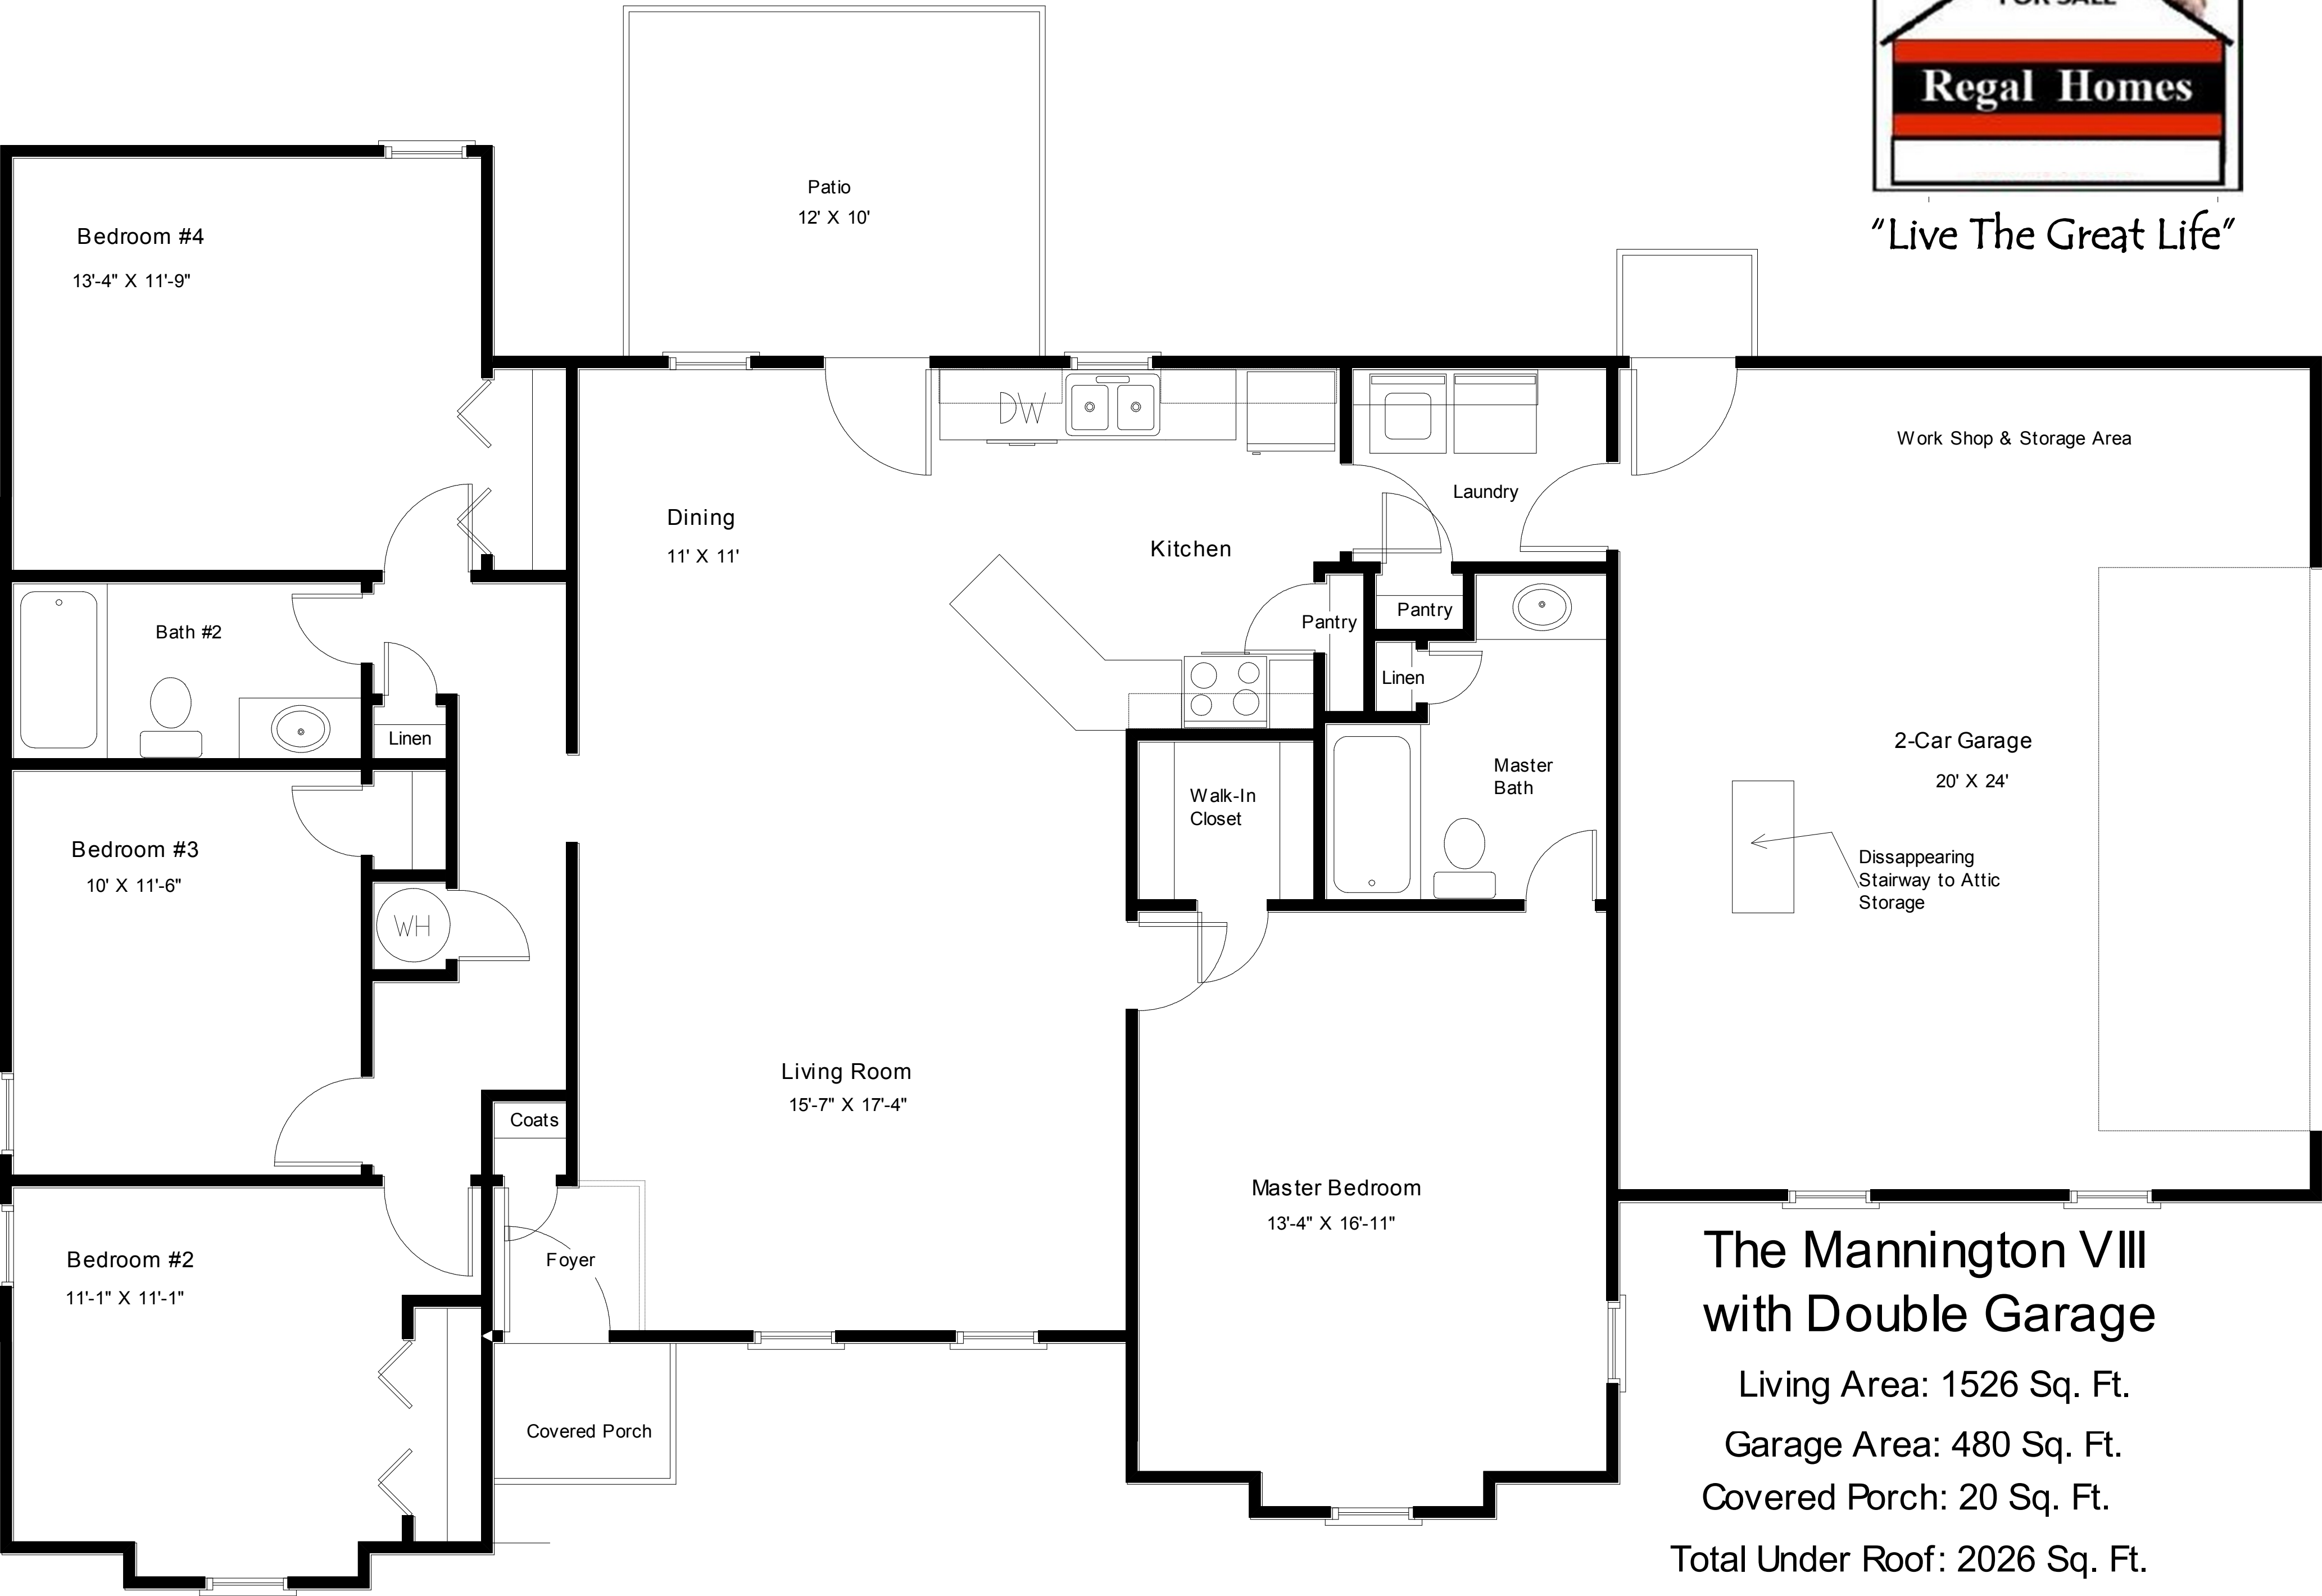 FOR SALE
Regal Homes
“Live The Great Life”
Patio
12' X 10'
Bedroom #4
13'-4" X 11'-9"
Work Shop & Storage Area
DW
Laundry
Dining
11' X 11'
Kitchen
Pantry
Pantry
Bath #2
Linen
Linen
2-Car Garage
20' X 24'
Master
Bath
Walk-In
Closet
Bedroom #3
10' X 11'-6"
Dissappearing
Stairway to Attic
Storage
WH
Living Room
15'-7" X 17'-4"
Coats
Master Bedroom
13'-4" X 16'-11"
Foyer
Bedroom #2
11'-1" X 11'-1"
Covered Porch
The Mannington VIII
with Double Garage
Living Area: 1526 Sq. Ft.
Garage Area: 480 Sq. Ft.
Covered Porch: 20 Sq. Ft.
Total Under Roof: 2026 Sq. Ft.